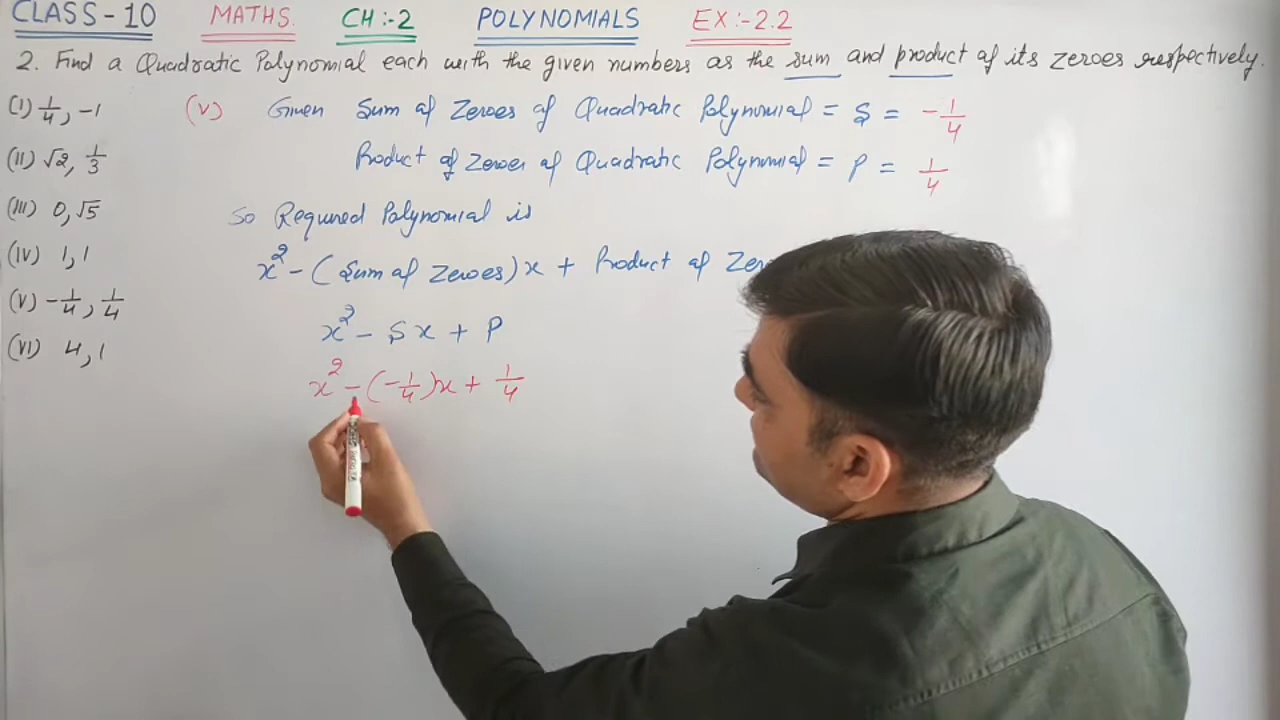 CLASS - 10 MATHS. CH:-2 POLYNOMIALS EX:-2.2
2. Find a Quadratic Polynomial each with the given numbers as the sum and product of its zeroes respectively.
(I) 1/4, -1
(II) √2, 1/3
(III) 0, √5
(IV) 1, 1
(V) -1/4, 1/4
(VI) 4, 1
(V) Given Sum of Zeroes of Quadratic Polynomial = S = -1/4
Product of Zeroes of Quadratic Polynomial = P = 1/4
So Required Polynomial is
x² - (Sum of Zeroes)x + Product of
x² - Sx + P
x² - (-1/4)x + 1/4